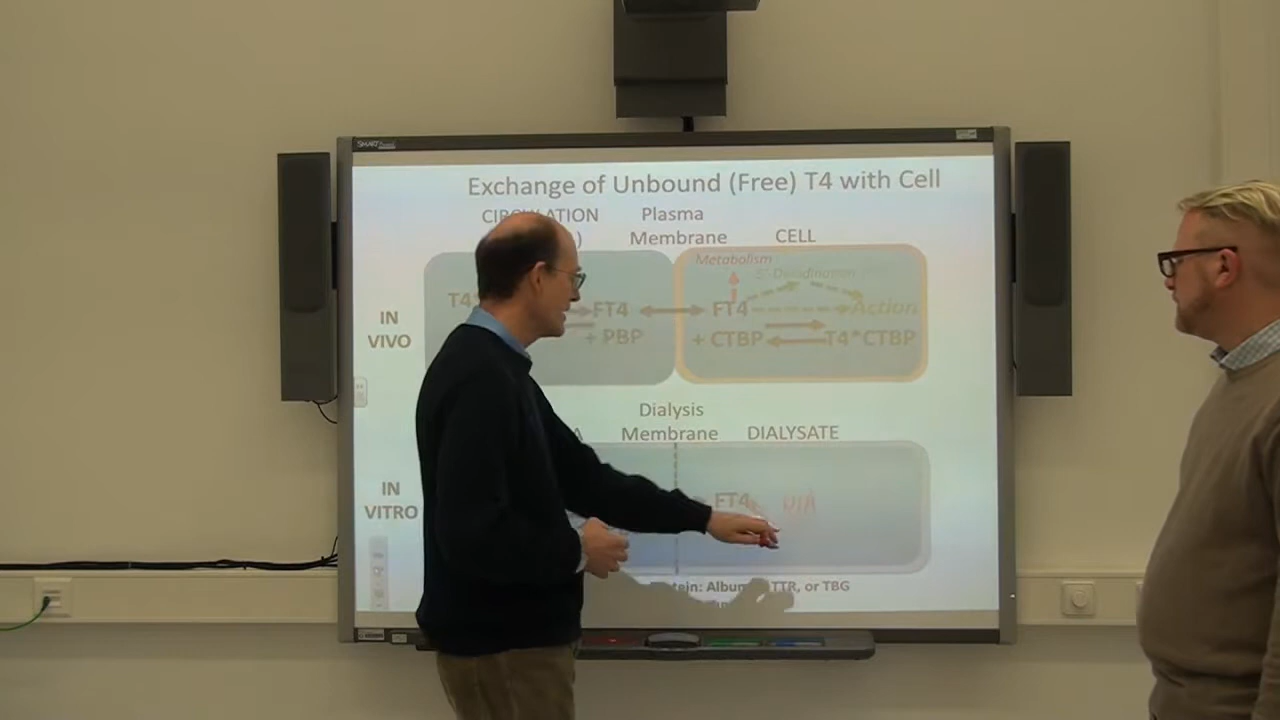 SMART
Exchange of Unbound (Free) T4 with Cell
Plasma
Membrane
CELL
Metabolism
IN
VIVO
FT4
+ PBP
FT4
+ CTBP
Action
T4*CTBP
Dialysis
Membrane
DIALYSATE
IN
VITRO
FT4
TTR, or TBG